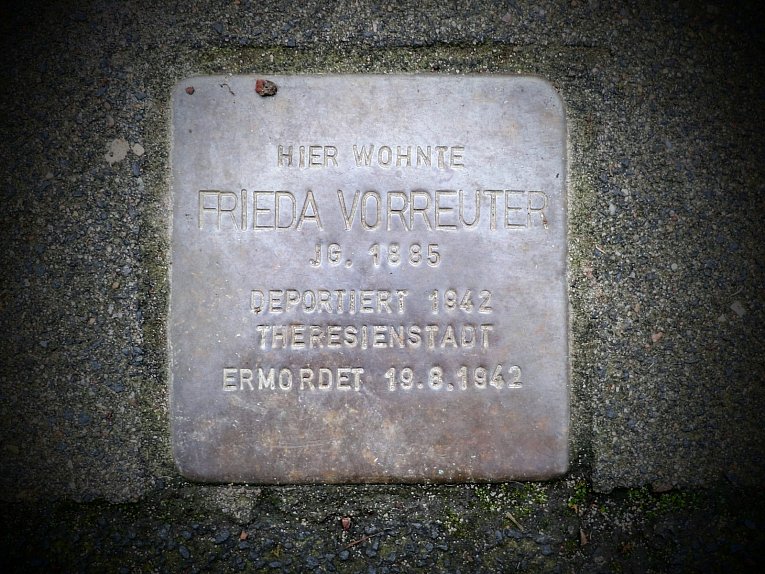 HIER WOHNTE
FRIEDA VORREUTER
JG. 1885
DEPORTIERT 1942
THERESIENSTADT
ERMORDET 19.8.1942